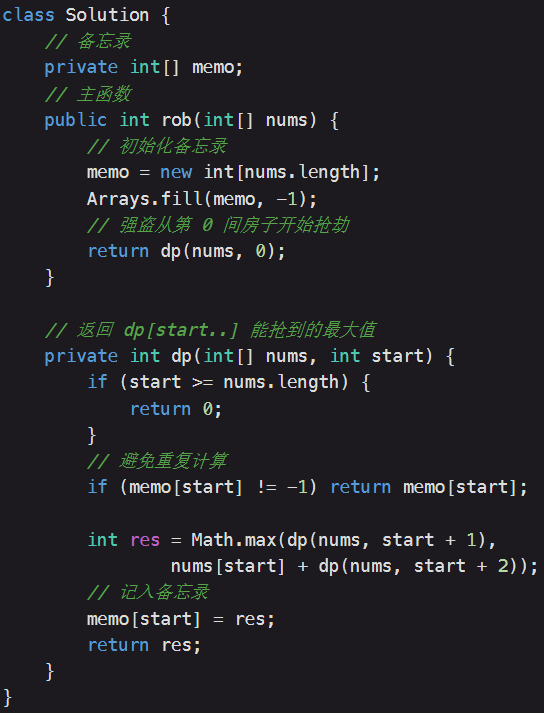 class Solution {
    // 备忘录
    private int[] memo;
    // 主函数
    public int rob(int[] nums) {
        // 初始化备忘录
        memo = new int[nums.length];
        Arrays.fill(memo, -1);
        // 强盗从第 0 间房子开始抢劫
        return dp(nums, 0);
    }

    // 返回 dp[start..] 能抢到的最大值
    private int dp(int[] nums, int start) {
        if (start >= nums.length) {
            return 0;
        }
        // 避免重复计算
        if (memo[start] != -1) return memo[start];

        int res = Math.max(dp(nums, start + 1),
                nums[start] + dp(nums, start + 2));
        // 记入备忘录
        memo[start] = res;
        return res;
    }
}